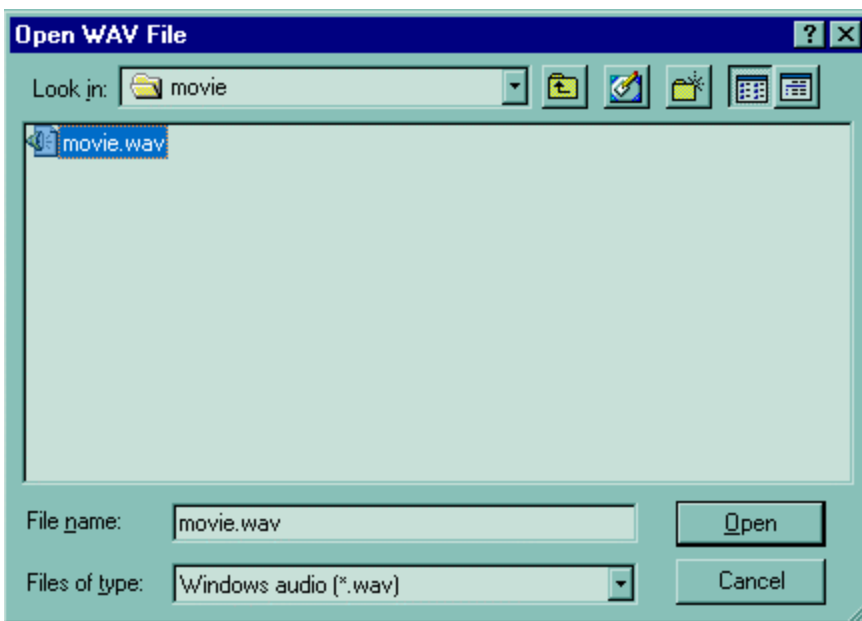 Open WAV File
Look in: movie
movie.wav
File name: movie.wav Open
Files of type: Windows audio (*.wav) Cancel